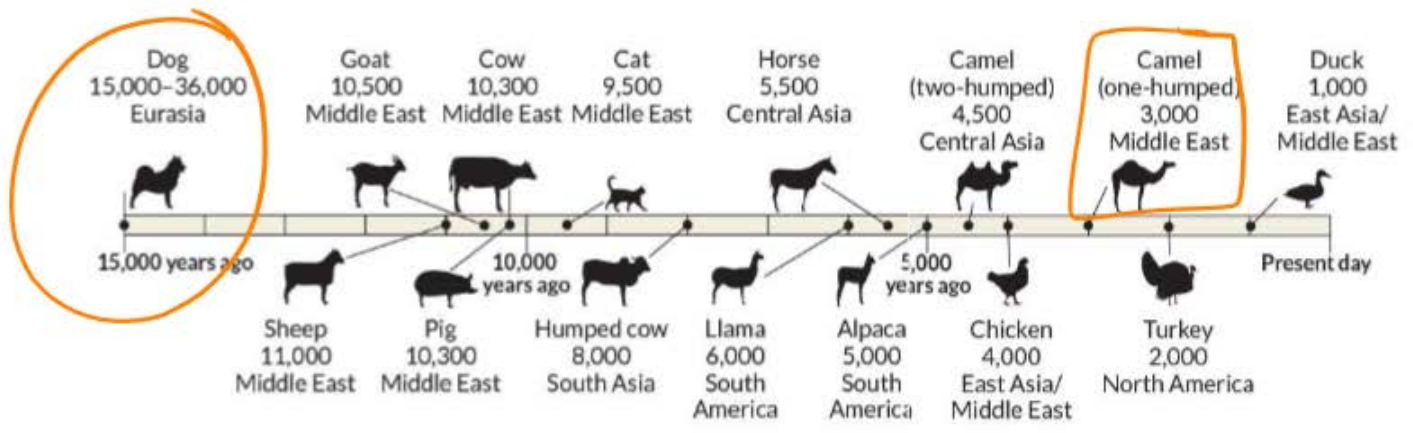 Dog
15,000–36,000
Eurasia
Goat
10,500
Middle East
Cow
10,300
Middle East
Cat
9,500
Middle East
Horse
5,500
Central Asia
Camel
(two-humped)
4,500
Central Asia
Camel
(one-humped)
3,000
Middle East
Duck
1,000
East Asia/
Middle East
15,000 years ago
10,000
years ago
5,000
years ago
Present day
Sheep
11,000
Middle East
Pig
10,300
Middle East
Humped cow
8,000
South Asia
Llama
6,000
South
America
Alpaca
5,000
South
America
Chicken
4,000
East Asia/
Middle East
Turkey
2,000
North America